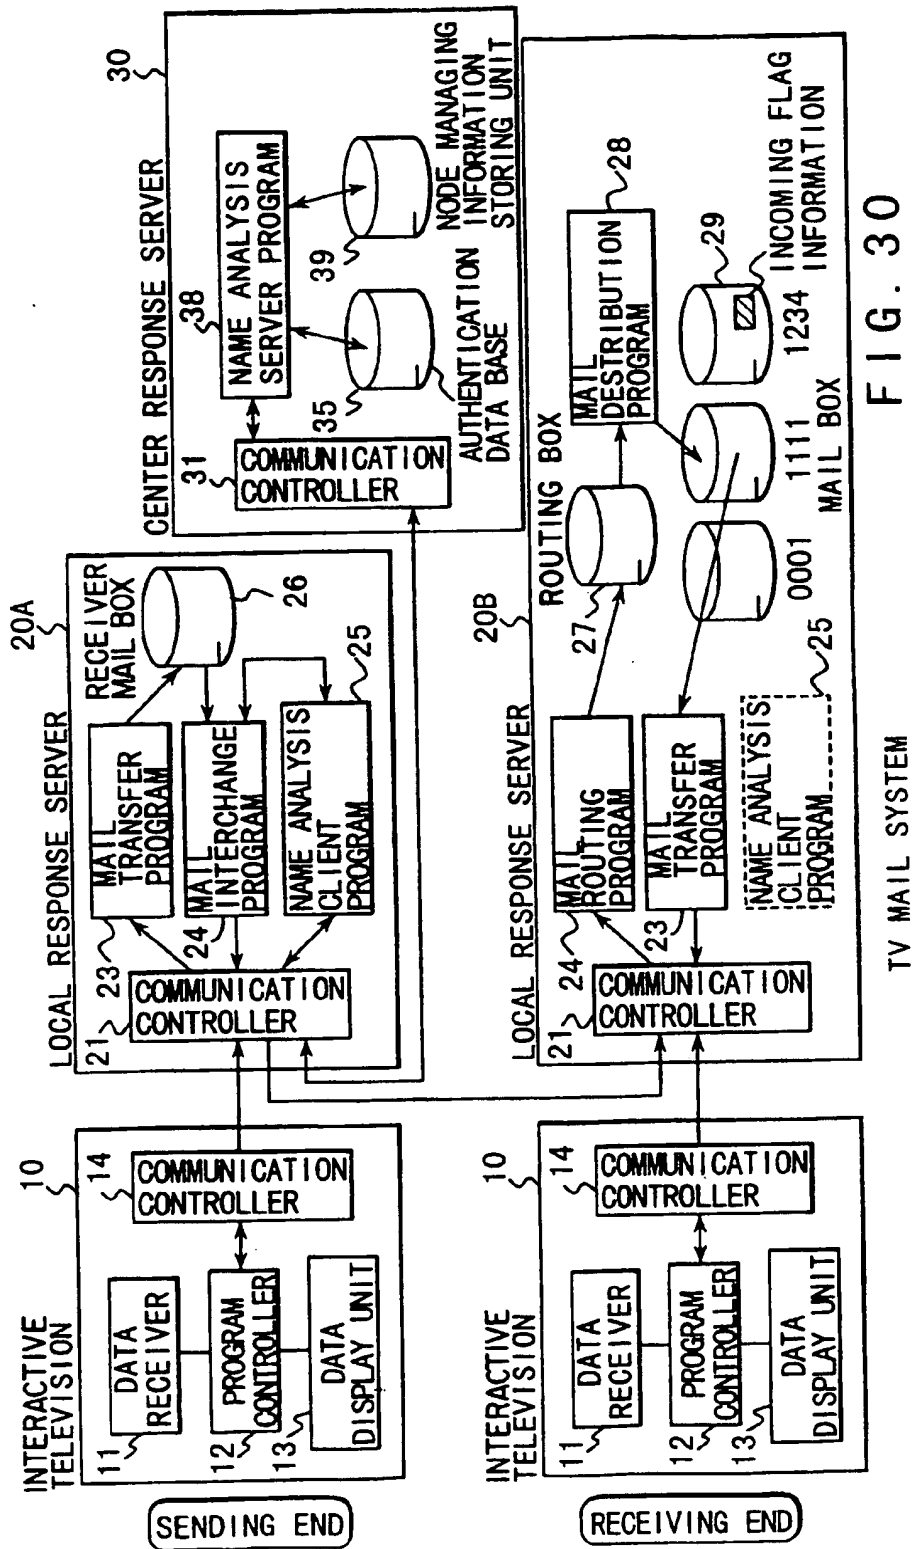 SENDING END
INTERACTIVE
TELEVISION
10
DATA
RECEIVER
11
PROGRAM
CONTROLLER
12
DATA
DISPLAY UNIT
13
14
COMMUNICATION
CONTROLLER
LOCAL RESPONSE SERVER
20A
21
COMMUNICATION
CONTROLLER
23
MAIL
TRANSFER
PROGRAM
24
MAIL
INTERCHANGE
PROGRAM
NAME ANALYSIS
CLIENT
PROGRAM
25
RECEIVER
MAIL BOX
26
CENTER RESPONSE SERVER
30
31
COMMUNICATION
CONTROLLER
38
NAME ANALYSIS
SERVER PROGRAM
35
AUTHENTICATION
DATA BASE
39
NODE MANAGING
INFORMATION
STORING UNIT
RECEIVING END
INTERACTIVE
TELEVISION
10
DATA
RECEIVER
11
PROGRAM
CONTROLLER
12
DATA
DISPLAY UNIT
13
14
COMMUNICATION
CONTROLLER
LOCAL RESPONSE SERVER
20B
21
COMMUNICATION
CONTROLLER
24
MAIL
ROUTING
PROGRAM
23
MAIL
TRANSFER
PROGRAM
NAME ANALYSIS
CLIENT
PROGRAM
25
ROUTING BOX
27
MAIL
DESTRIBUTION
PROGRAM
28
29
0001
1111
1234
MAIL BOX
INCOMING FLAG
INFORMATION
TV MAIL SYSTEM
FIG. 30